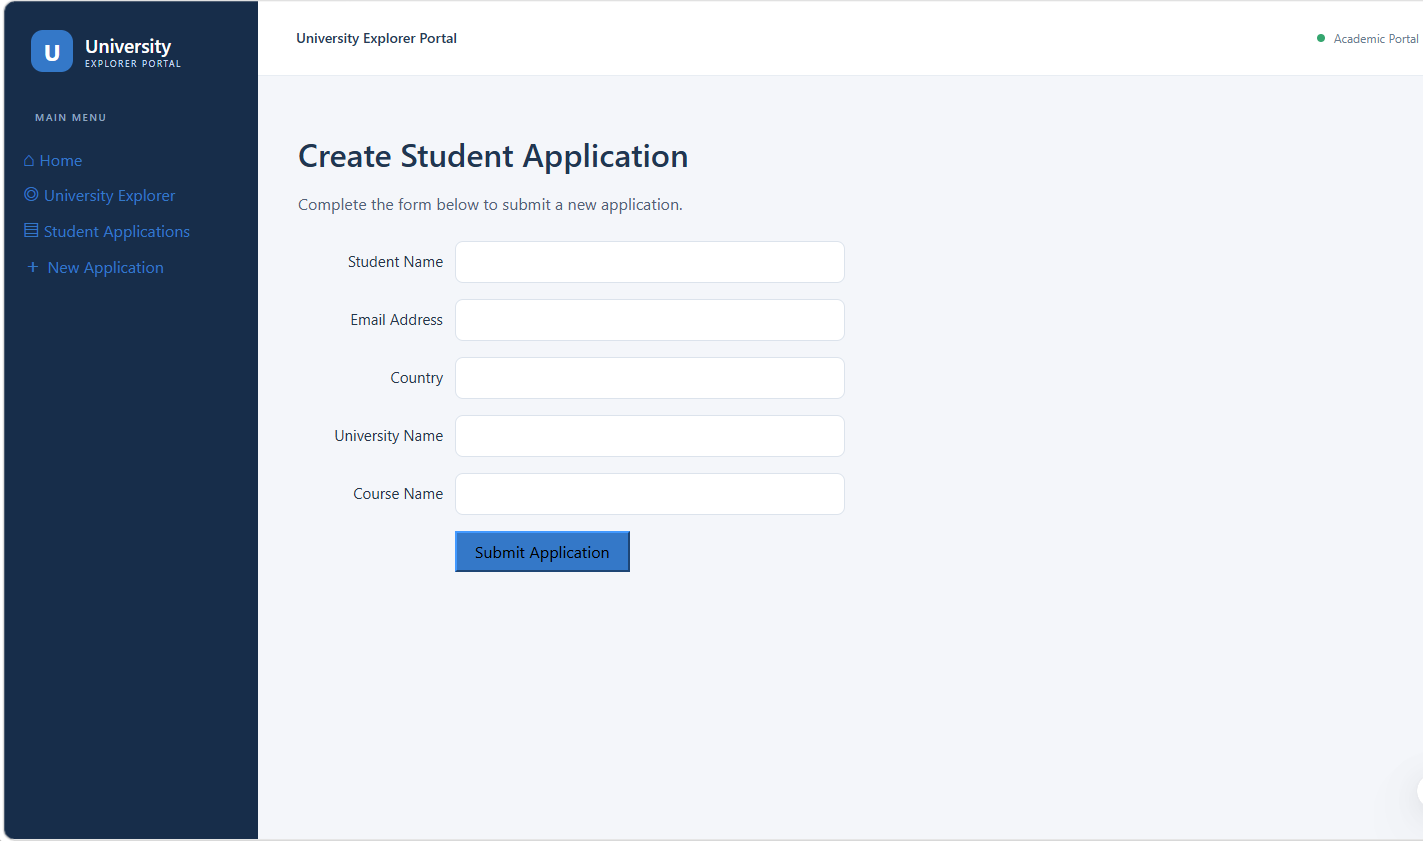 U
University
EXPLORER PORTAL
MAIN MENU
Home
University Explorer
Student Applications
+ New Application
University Explorer Portal
Academic Portal
Create Student Application
Complete the form below to submit a new application.
Student Name
Email Address
Country
University Name
Course Name
Submit Application